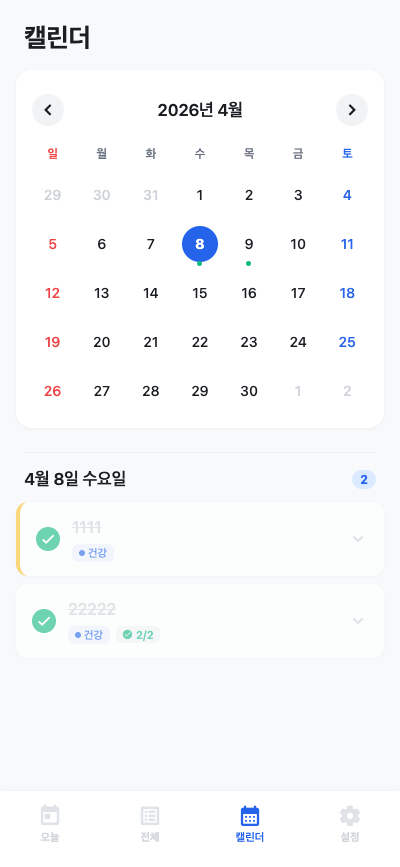 캘린더
2026년 4월
일 월 화 수 목 금 토
29 30 31 1 2 3 4
5 6 7 8 9 10 11
12 13 14 15 16 17 18
19 20 21 22 23 24 25
26 27 28 29 30 1 2
4월 8일 수요일 2
1111
건강
22222
건강 2/2
오늘 전체 캘린더 설정